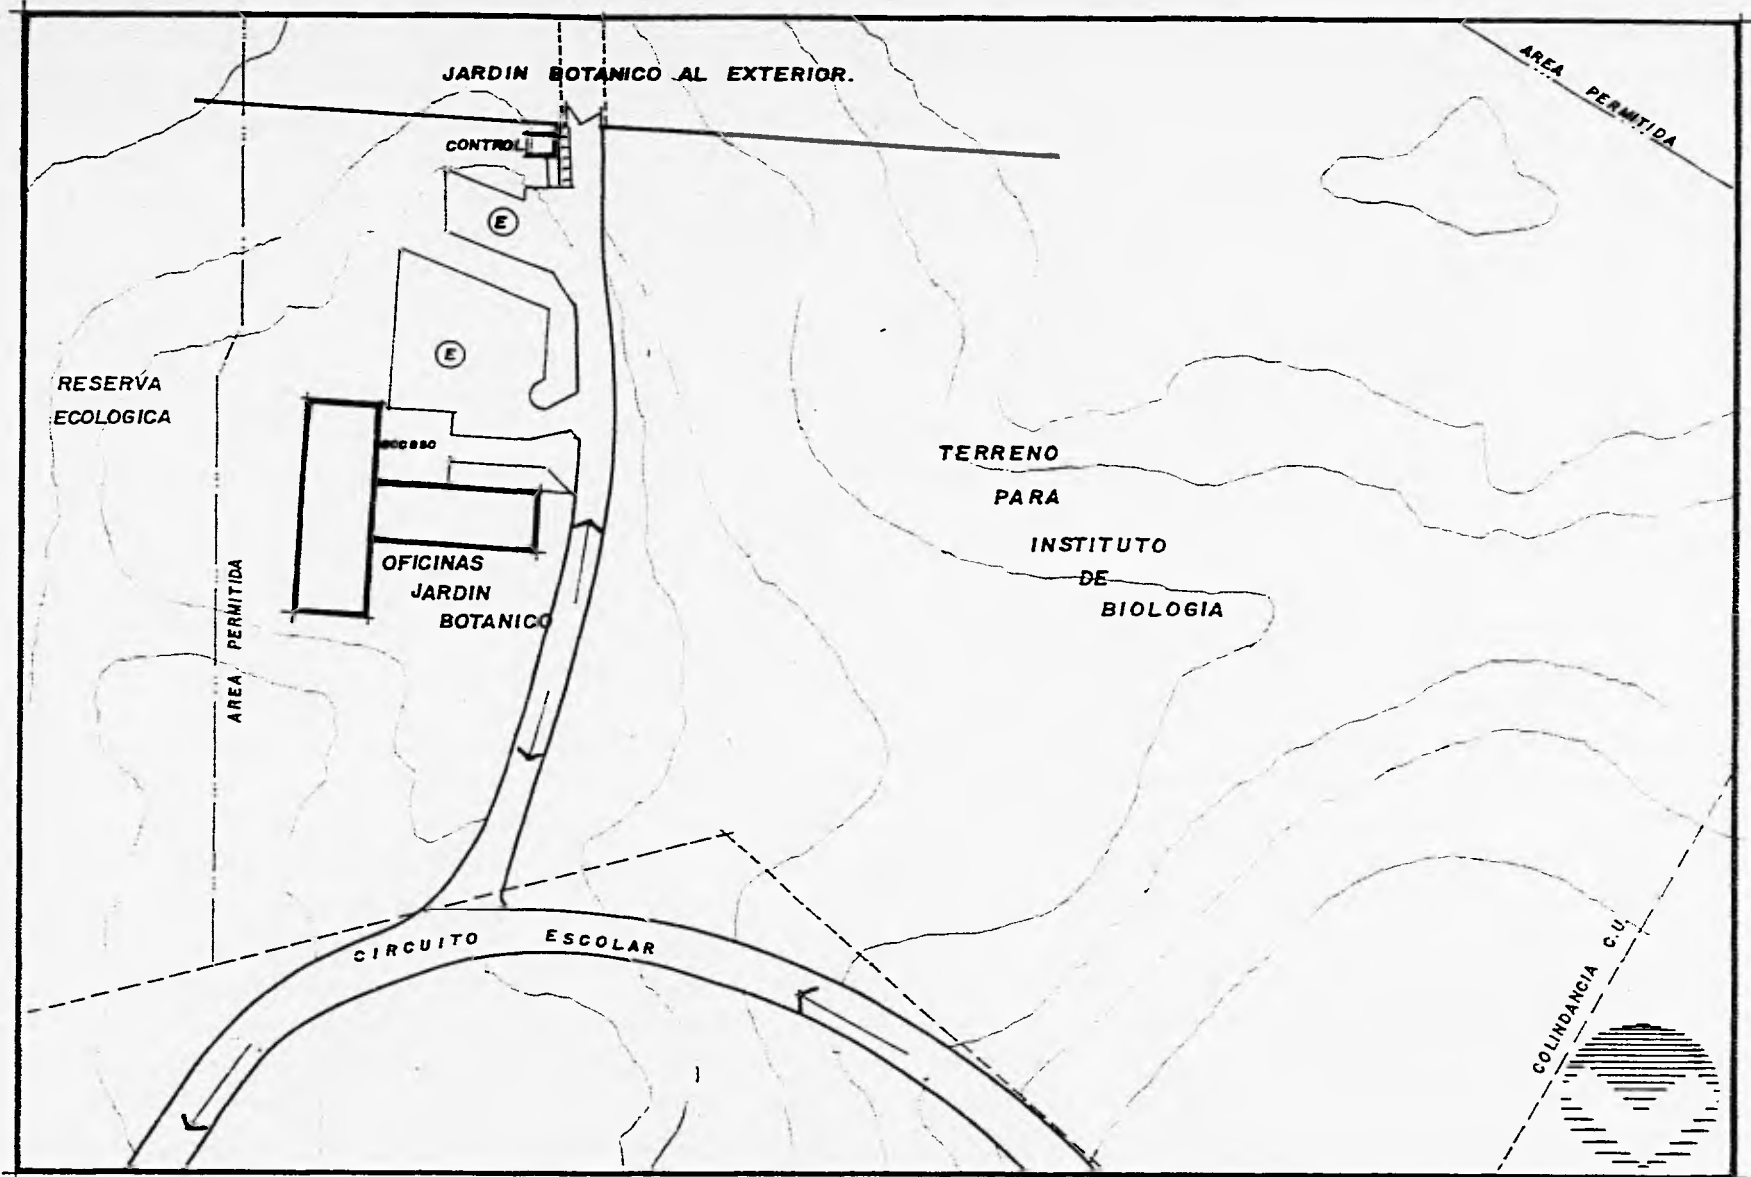 JARDIN BOTANICO AL EXTERIOR.
AREA PERMITIDA
CONTROL
E
E
RESERVA
ECOLOGICA
acceso
TERRENO
PARA
INSTITUTO
DE
BIOLOGIA
OFICINAS
JARDIN
BOTANICO
AREA PERMITIDA
CIRCUITO ESCOLAR
COLINDANCIA C.U.